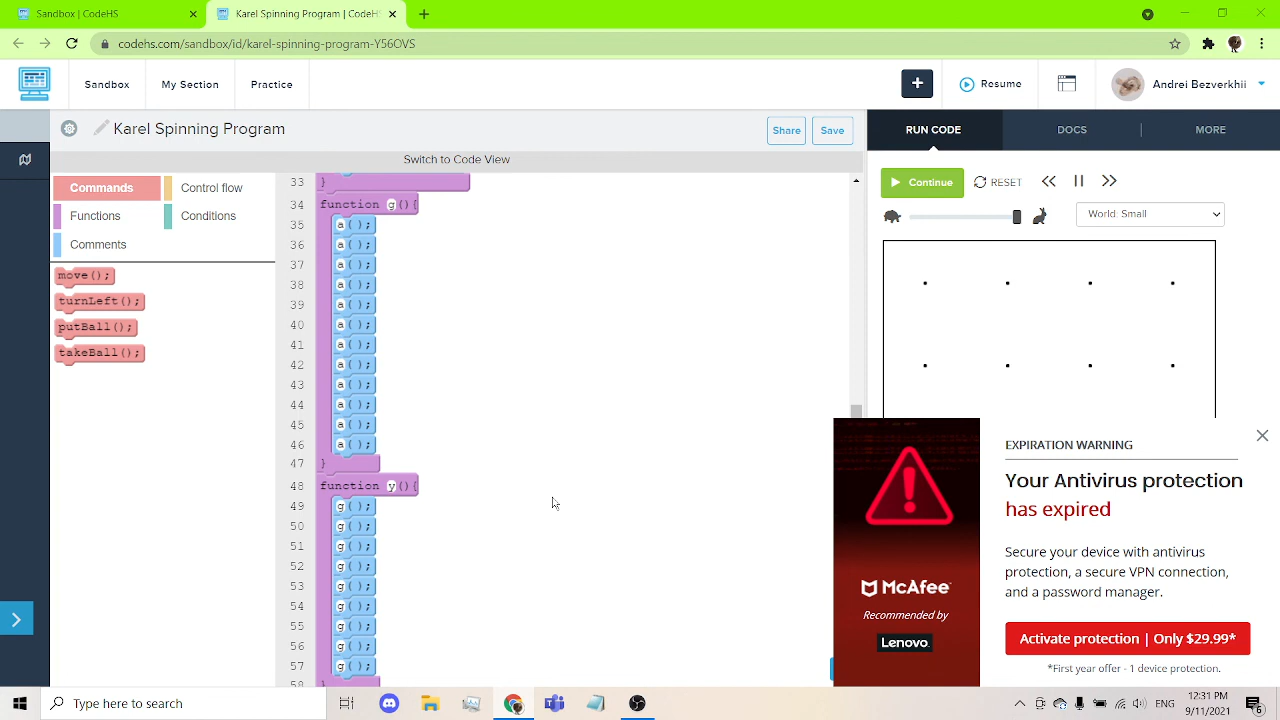 Sandbox | CodeHS
Karel Spinning Program | CodeHS
codehs.com/sandbox/id/karel-spinning-program-Y56OVS
Sandbox
My Section
Practice
Resume
Andrei Bezverkhii
Karel Spinning Program
Share
Save
RUN CODE
DOCS
MORE
Switch to Code View
Commands
Control flow
Functions
Conditions
Comments
move();
turnLeft();
putBall();
takeBall();
33 }
34 function g(){
35 a();
36 a();
37 a();
38 a();
39 a();
40 a();
41 a();
42 a();
43 a();
44 a();
45 a();
46 a();
47 }
48 function y(){
49 g();
50 g();
51 g();
52 g();
53 g();
54 g();
55 g();
56 g();
57 g();
58
Continue
RESET
World: Small
EXPIRATION WARNING
Your Antivirus protection
has expired
Secure your device with antivirus
protection, a secure VPN connection,
and a password manager.
McAfee
Recommended by
Lenovo
Activate protection | Only $29.99*
*First year offer - 1 device protection.
Type here to search
12:31 PM
9/11/2021
6